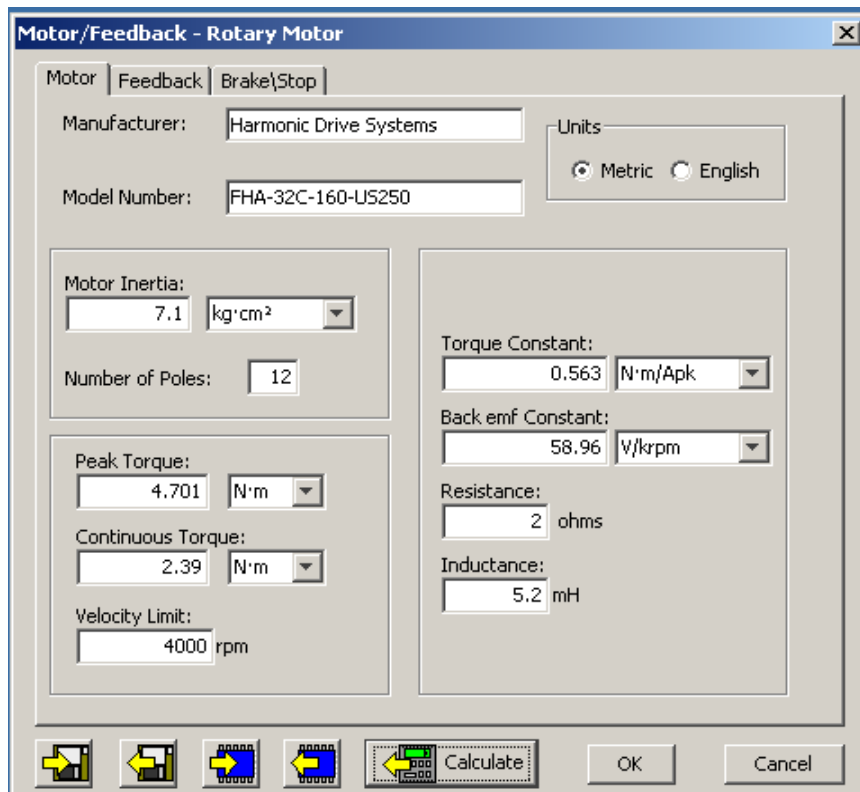 Motor/Feedback - Rotary Motor
Motor Feedback Brake\Stop
Manufacturer: Harmonic Drive Systems
Units
Metric English
Model Number: FHA-32C-160-US250
Motor Inertia:
7.1 kg·cm²
Number of Poles: 12
Peak Torque:
4.701 N·m
Continuous Torque:
2.39 N·m
Velocity Limit:
4000 rpm
Torque Constant:
0.563 N·m/Apk
Back emf Constant:
58.96 V/krpm
Resistance:
2 ohms
Inductance:
5.2 mH
Calculate OK Cancel